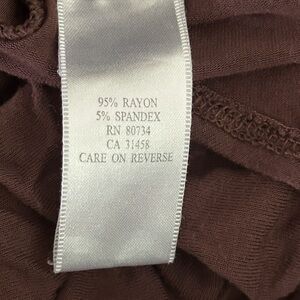 95% RAYON
5% SPANDEX
RN 80734
CA 31458
CARE ON REVERSE